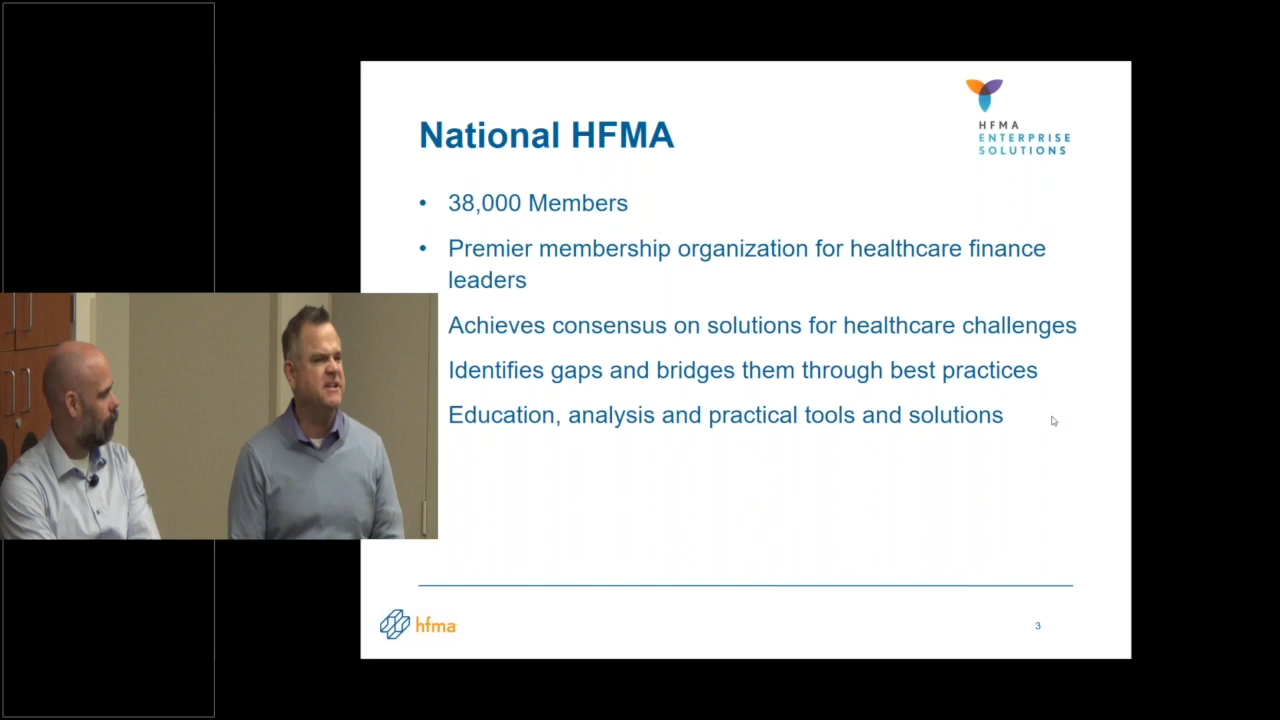 HFMA
ENTERPRISE
SOLUTIONS
National HFMA
• 38,000 Members
• Premier membership organization for healthcare finance
leaders
Achieves consensus on solutions for healthcare challenges
Identifies gaps and bridges them through best practices
Education, analysis and practical tools and solutions
hfma
3